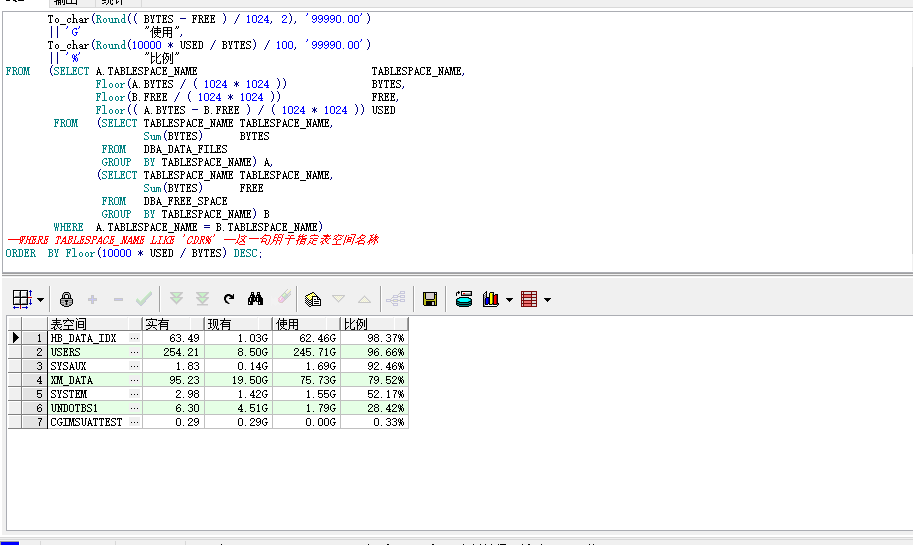 输出
统计
To_char(Round(( BYTES - FREE ) / 1024, 2), '99990.00')
|| 'G' "使用",
To_char(Round(10000 * USED / BYTES) / 100, '99990.00')
|| '%' "比例"
FROM (SELECT A.TABLESPACE_NAME TABLESPACE_NAME,
Floor(A.BYTES / ( 1024 * 1024 )) BYTES,
Floor(B.FREE / ( 1024 * 1024 )) FREE,
Floor(( A.BYTES - B.FREE ) / ( 1024 * 1024 )) USED
FROM (SELECT TABLESPACE_NAME TABLESPACE_NAME,
Sum(BYTES) BYTES
FROM DBA_DATA_FILES
GROUP BY TABLESPACE_NAME) A,
(SELECT TABLESPACE_NAME TABLESPACE_NAME,
Sum(BYTES) FREE
FROM DBA_FREE_SPACE
GROUP BY TABLESPACE_NAME) B
WHERE A.TABLESPACE_NAME = B.TABLESPACE_NAME)
--WHERE TABLESPACE_NAME LIKE 'CDR%' --这一句用于指定表空间名称
ORDER BY Floor(10000 * USED / BYTES) DESC;
表空间 实有 现有 使用 比例
1 HB_DATA_IDX ... 63.49 1.03G 62.46G 98.37%
2 USERS ... 254.21 8.50G 245.71G 96.66%
3 SYSAUX ... 1.83 0.14G 1.69G 92.46%
4 XM_DATA ... 95.23 19.50G 75.73G 79.52%
5 SYSTEM ... 2.98 1.42G 1.55G 52.17%
6 UNDOTBS1 ... 6.30 4.51G 1.79G 28.42%
7 CGIMSUATTEST ... 0.29 0.29G 0.00G 0.33%